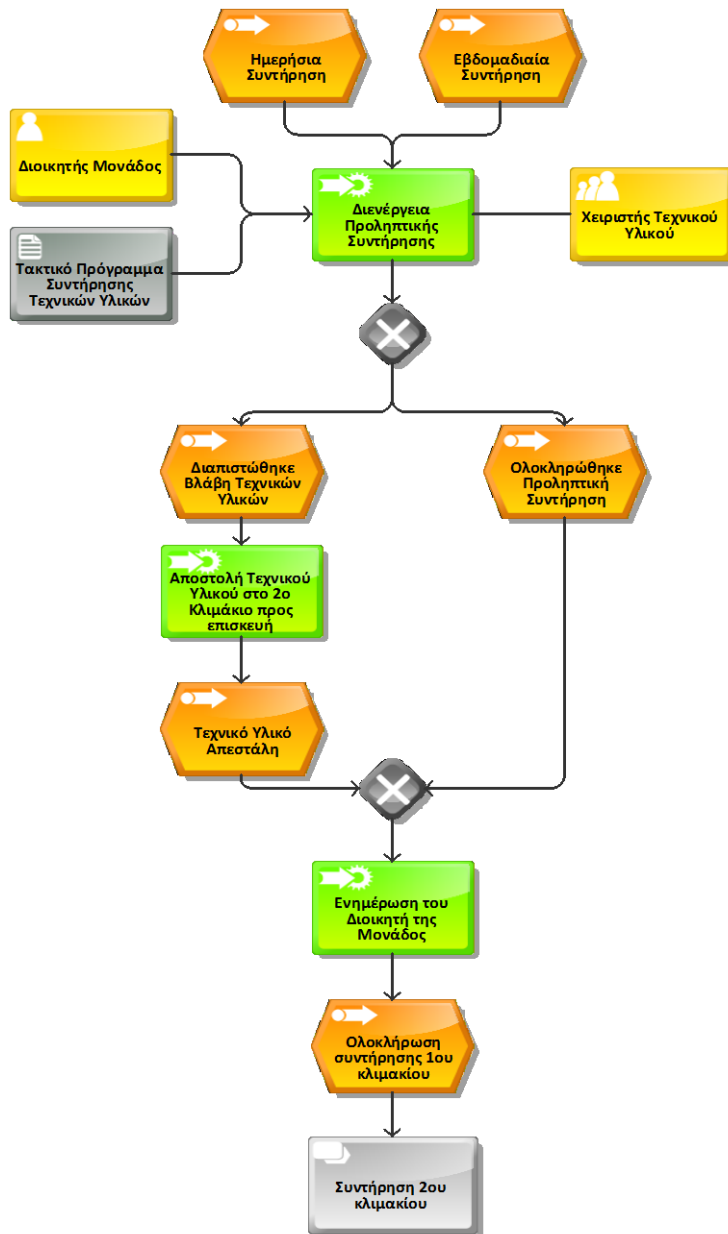 Ημερήσια
Συντήρηση
Εβδομαδιαία
Συντήρηση
Διοικητής Μονάδος
Διενέργεια
Προληπτικής
Συντήρησης
Χειριστής Τεχνικού
Υλικού
Τακτικό Πρόγραμμα
Συντήρησης
Τεχνικών Υλικών
Διαπιστώθηκε
Βλάβη Τεχνικών
Υλικών
Ολοκληρώθηκε
Προληπτική
Συντήρηση
Αποστολή Τεχνικού
Υλικού στο 2ο
Κλιμάκιο προς
επισκευή
Τεχνικό Υλικό
Απεστάλη
Ενημέρωση του
Διοικητή της
Μονάδος
Ολοκλήρωση
συντήρησης 1ου
κλιμακίου
Συντήρηση 2ου
κλιμακίου